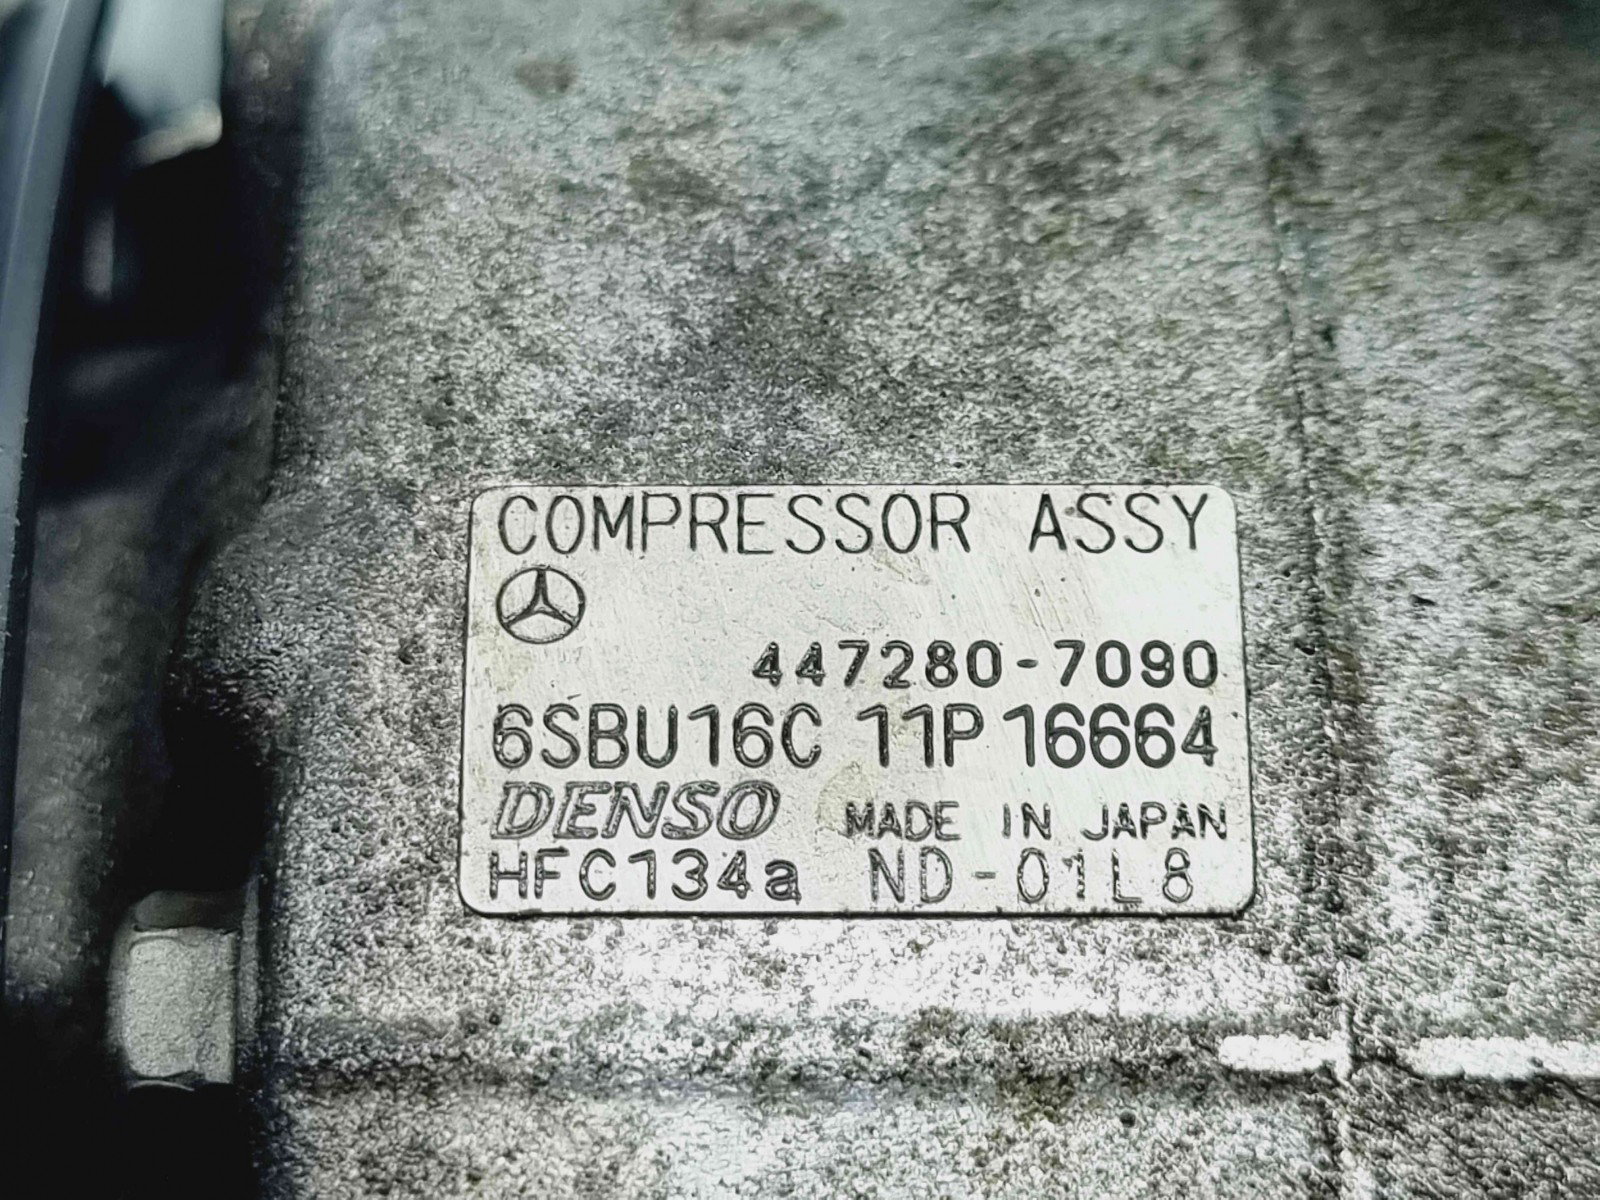 COMPRESSOR ASSY
447280-7090
6SBU16C 11P 16664
DENSO MADE IN JAPAN
HFC134a ND-01L8